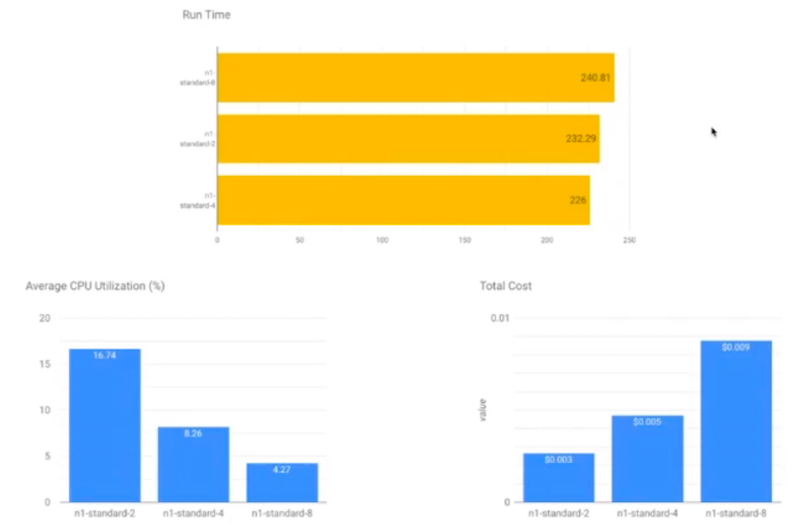 Run Time
n1-
standard-8
240.81
n1-
standard-2
232.29
n1-
standard-4
226
0 50 100 150 200 250
Average CPU Utilization (%)
20
15
10
5
0
16.74
8.26
4.27
n1-standard-2 n1-standard-4 n1-standard-8
Total Cost
0.01
value
0
$0.003
$0.005
$0.009
n1-standard-2 n1-standard-4 n1-standard-8